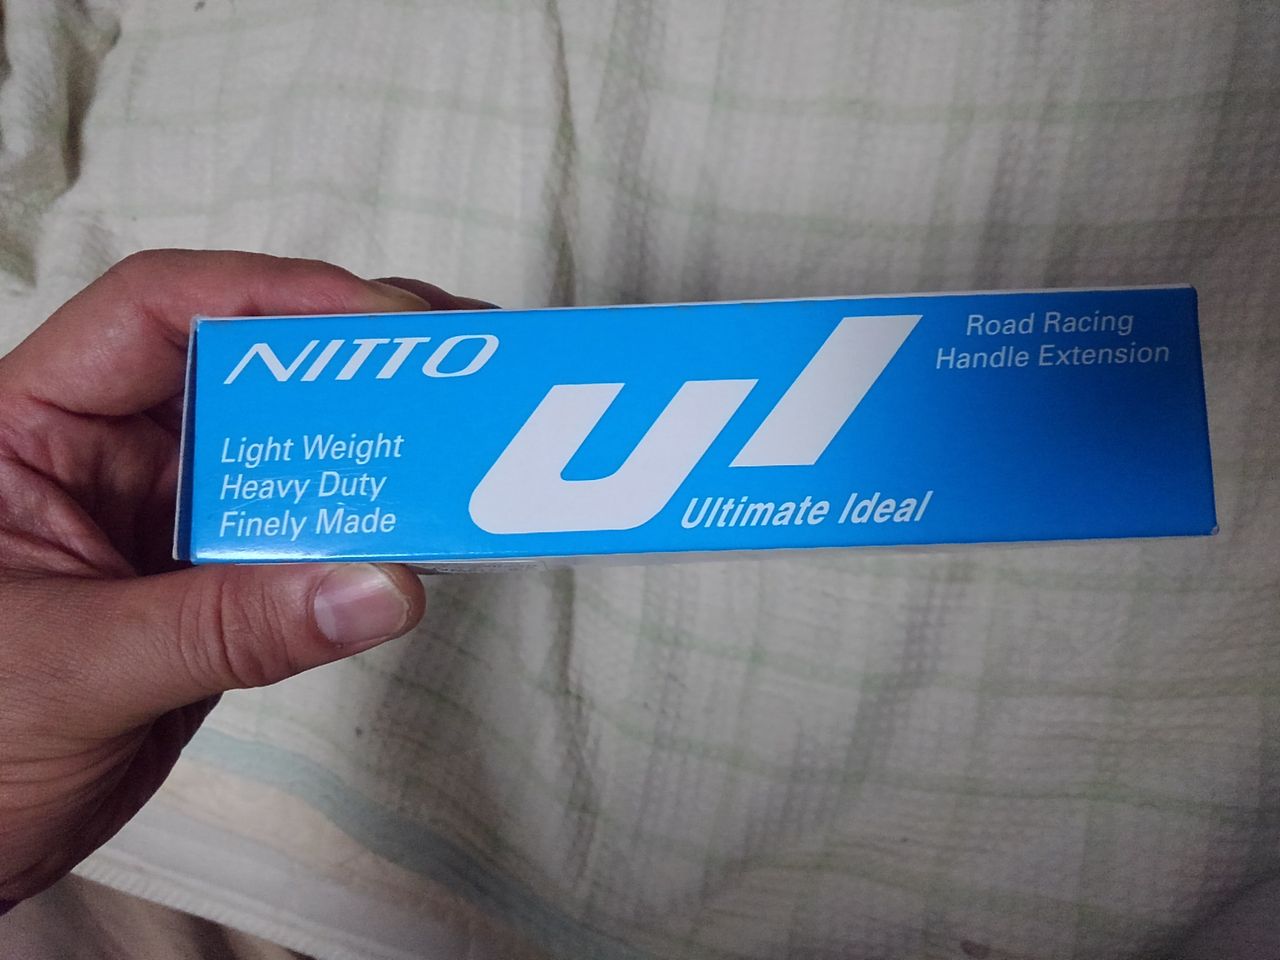 NITTO
Light Weight
Heavy Duty
Finely Made
ui
Ultimate Ideal
Road Racing
Handle Extension